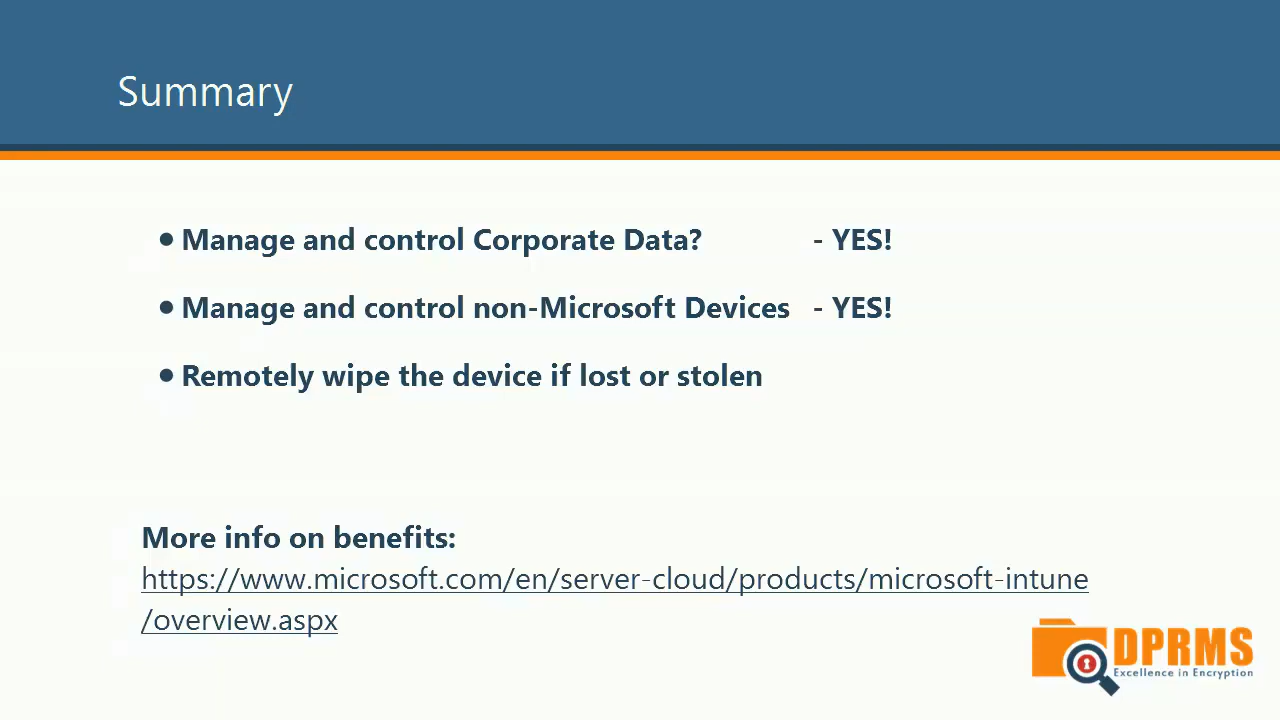 Summary
• Manage and control Corporate Data? - YES!
• Manage and control non-Microsoft Devices - YES!
• Remotely wipe the device if lost or stolen
More info on benefits:
https://www.microsoft.com/en/server-cloud/products/microsoft-intune
/overview.aspx
DPRMS
Excellence in Encryption